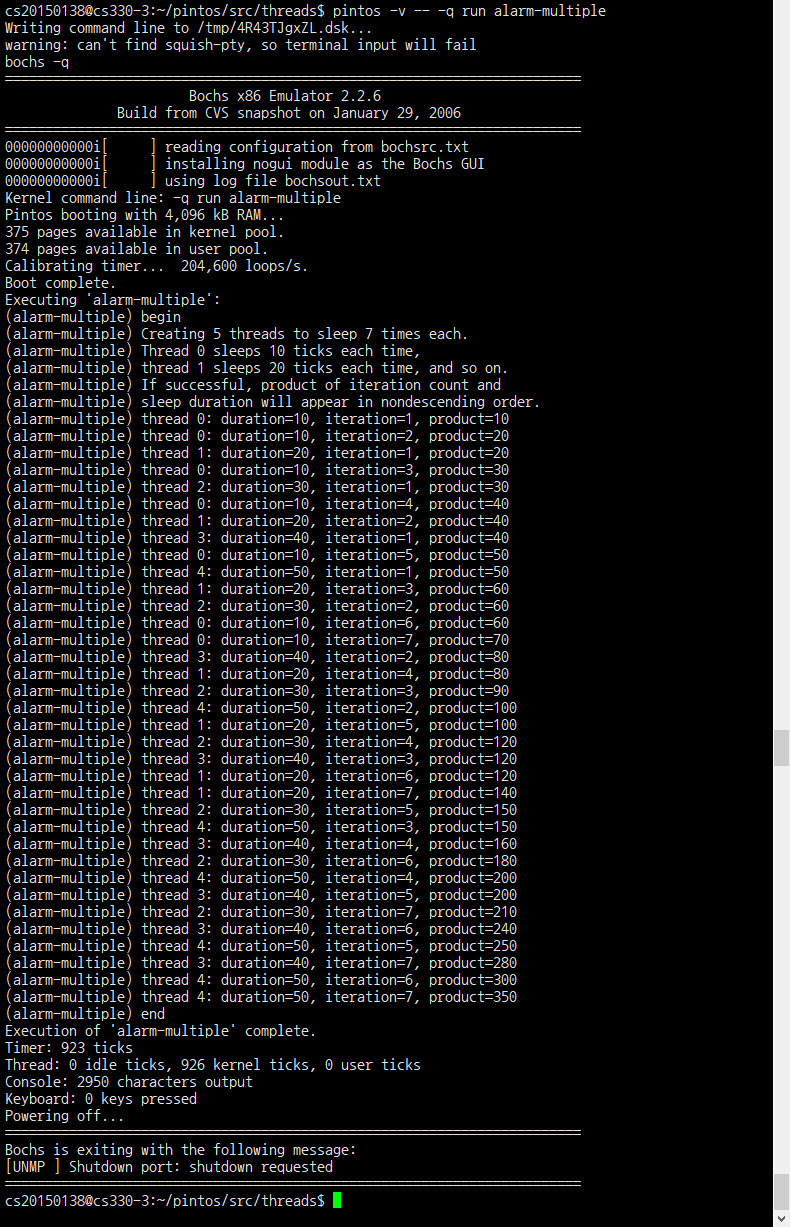 cs20150138@cs330-3:~/pintos/src/threads$ pintos -v -- -q run alarm-multiple
Writing command line to /tmp/4R43TJgxZL.dsk...
warning: can't find squish-pty, so terminal input will fail
bochs -q
========================================================================
Bochs x86 Emulator 2.2.6
Build from CVS snapshot on January 29, 2006
========================================================================
00000000000i[     ] reading configuration from bochsrc.txt
00000000000i[     ] installing nogui module as the Bochs GUI
00000000000i[     ] using log file bochsout.txt
Kernel command line: -q run alarm-multiple
Pintos booting with 4,096 kB RAM...
375 pages available in kernel pool.
374 pages available in user pool.
Calibrating timer...  204,600 loops/s.
Boot complete.
Executing 'alarm-multiple':
(alarm-multiple) begin
(alarm-multiple) Creating 5 threads to sleep 7 times each.
(alarm-multiple) Thread 0 sleeps 10 ticks each time,
(alarm-multiple) thread 1 sleeps 20 ticks each time, and so on.
(alarm-multiple) If successful, product of iteration count and
(alarm-multiple) sleep duration will appear in nondescending order.
(alarm-multiple) thread 0: duration=10, iteration=1, product=10
(alarm-multiple) thread 0: duration=10, iteration=2, product=20
(alarm-multiple) thread 1: duration=20, iteration=1, product=20
(alarm-multiple) thread 0: duration=10, iteration=3, product=30
(alarm-multiple) thread 2: duration=30, iteration=1, product=30
(alarm-multiple) thread 0: duration=10, iteration=4, product=40
(alarm-multiple) thread 1: duration=20, iteration=2, product=40
(alarm-multiple) thread 3: duration=40, iteration=1, product=40
(alarm-multiple) thread 0: duration=10, iteration=5, product=50
(alarm-multiple) thread 4: duration=50, iteration=1, product=50
(alarm-multiple) thread 1: duration=20, iteration=3, product=60
(alarm-multiple) thread 2: duration=30, iteration=2, product=60
(alarm-multiple) thread 0: duration=10, iteration=6, product=60
(alarm-multiple) thread 0: duration=10, iteration=7, product=70
(alarm-multiple) thread 3: duration=40, iteration=2, product=80
(alarm-multiple) thread 1: duration=20, iteration=4, product=80
(alarm-multiple) thread 2: duration=30, iteration=3, product=90
(alarm-multiple) thread 4: duration=50, iteration=2, product=100
(alarm-multiple) thread 1: duration=20, iteration=5, product=100
(alarm-multiple) thread 2: duration=30, iteration=4, product=120
(alarm-multiple) thread 3: duration=40, iteration=3, product=120
(alarm-multiple) thread 1: duration=20, iteration=6, product=120
(alarm-multiple) thread 1: duration=20, iteration=7, product=140
(alarm-multiple) thread 2: duration=30, iteration=5, product=150
(alarm-multiple) thread 4: duration=50, iteration=3, product=150
(alarm-multiple) thread 3: duration=40, iteration=4, product=160
(alarm-multiple) thread 2: duration=30, iteration=6, product=180
(alarm-multiple) thread 4: duration=50, iteration=4, product=200
(alarm-multiple) thread 3: duration=40, iteration=5, product=200
(alarm-multiple) thread 2: duration=30, iteration=7, product=210
(alarm-multiple) thread 3: duration=40, iteration=6, product=240
(alarm-multiple) thread 4: duration=50, iteration=5, product=250
(alarm-multiple) thread 3: duration=40, iteration=7, product=280
(alarm-multiple) thread 4: duration=50, iteration=6, product=300
(alarm-multiple) thread 4: duration=50, iteration=7, product=350
(alarm-multiple) end
Execution of 'alarm-multiple' complete.
Timer: 923 ticks
Thread: 0 idle ticks, 926 kernel ticks, 0 user ticks
Console: 2950 characters output
Keyboard: 0 keys pressed
Powering off...
========================================================================
Bochs is exiting with the following message:
[UNMP ] Shutdown port: shutdown requested
========================================================================
cs20150138@cs330-3:~/pintos/src/threads$